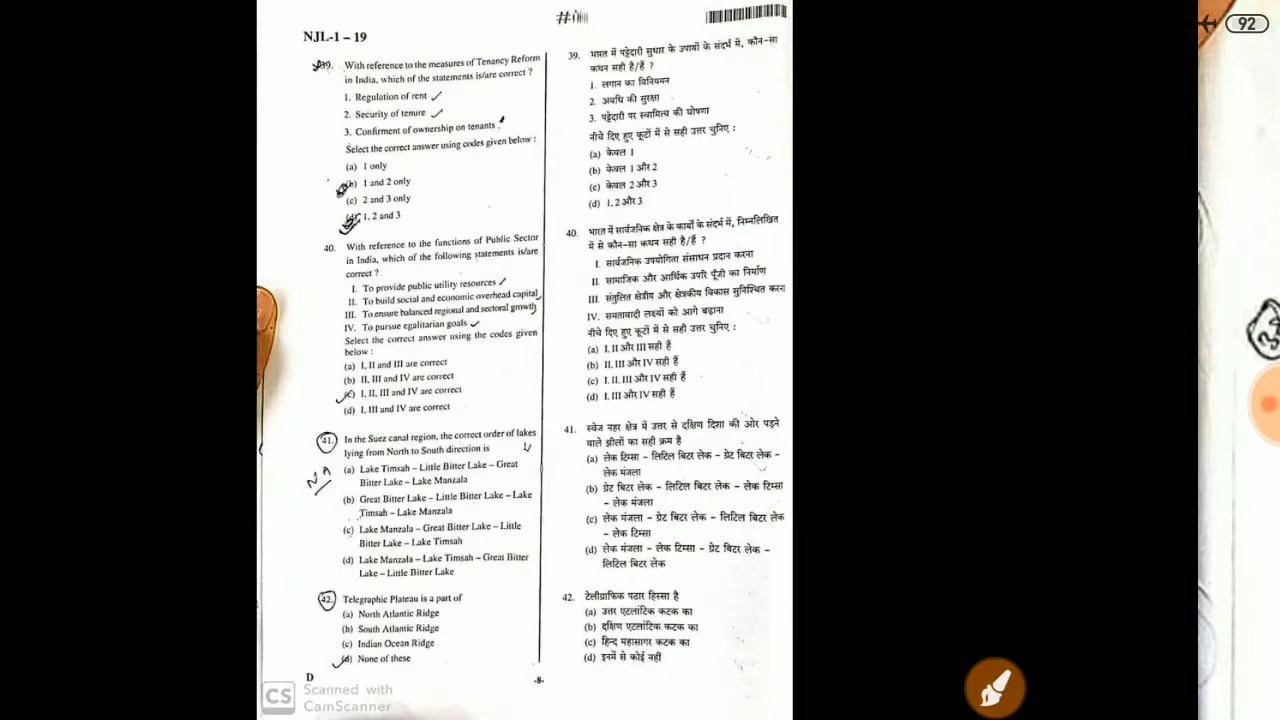 NJL-1 – 19
39. With reference to the measures of Tenancy Reform
in India, which of the statements is/are correct ?
1. Regulation of rent
2. Security of tenure
3. Confirment of ownership on tenants
Select the correct answer using codes given below :
(a) 1 only
(b) 1 and 2 only
(c) 2 and 3 only
(d) 1, 2 and 3
40. With reference to the functions of Public Sector
in India, which of the following statements is/are
correct ?
I. To provide public utility resources
II. To build social and economic overhead capital
III. To ensure balanced regional and sectoral growth
IV. To pursue egalitarian goals
Select the correct answer using the codes given
below :
(a) I, II and III are correct
(b) II, III and IV are correct
(c) I, II, III and IV are correct
(d) I, III and IV are correct
41. In the Suez canal region, the correct order of lakes
lying from North to South direction is
NA
(a) Lake Timsah – Little Bitter Lake – Great
Bitter Lake – Lake Manzala
(b) Great Bitter Lake – Little Bitter Lake – Lake
Timsah – Lake Manzala
(c) Lake Manzala – Great Bitter Lake – Little
Bitter Lake – Lake Timsah
(d) Lake Manzala – Lake Timsah – Great Bitter
Lake – Little Bitter Lake
42. Telegraphic Plateau is a part of
(a) North Atlantic Ridge
(b) South Atlantic Ridge
(c) Indian Ocean Ridge
(d) None of these
39. भारत में पट्टेदारी सुधार के उपायों के संदर्भ में, कौन-सा
कथन सही है/हैं ?
1. लगान का विनियमन
2. अवधि की सुरक्षा
3. पट्टेदारी पर स्वामित्व की घोषणा
नीचे दिए हुए कूटों में से सही उत्तर चुनिए :
(a) केवल 1
(b) केवल 1 और 2
(c) केवल 2 और 3
(d) 1, 2 और 3
40. भारत में सार्वजनिक क्षेत्र के कार्यों के संदर्भ में, निम्नलिखित
में से कौन-सा कथन सही है/हैं ?
I. सार्वजनिक उपयोगिता संसाधन प्रदान करना
II. सामाजिक और आर्थिक उपरि पूँजी का निर्माण
III. संतुलित क्षेत्रीय और क्षेत्रकीय विकास सुनिश्चित करना
IV. समतावादी लक्ष्यों को आगे बढ़ाना
नीचे दिए हुए कूटों में से सही उत्तर चुनिए :
(a) I, II और III सही हैं
(b) II, III और IV सही हैं
(c) I, II, III और IV सही हैं
(d) I, III और IV सही हैं
41. स्वेज नहर क्षेत्र में उत्तर से दक्षिण दिशा की ओर पड़ने
वाले झीलों का सही क्रम है
(a) लेक टिम्सा – लिटिल बिटर लेक – ग्रेट बिटर लेक –
लेक मंजला
(b) ग्रेट बिटर लेक – लिटिल बिटर लेक – लेक टिम्सा
– लेक मंजला
(c) लेक मंजला – ग्रेट बिटर लेक – लिटिल बिटर लेक
– लेक टिम्सा
(d) लेक मंजला – लेक टिम्सा – ग्रेट बिटर लेक –
लिटिल बिटर लेक
42. टेलीग्राफिक पठार हिस्सा है
(a) उत्तर एटलांटिक कटक का
(b) दक्षिण एटलांटिक कटक का
(c) हिन्द महासागर कटक का
(d) इनमें से कोई नहीं
D
-8-
CS Scanned with
CamScanner
92